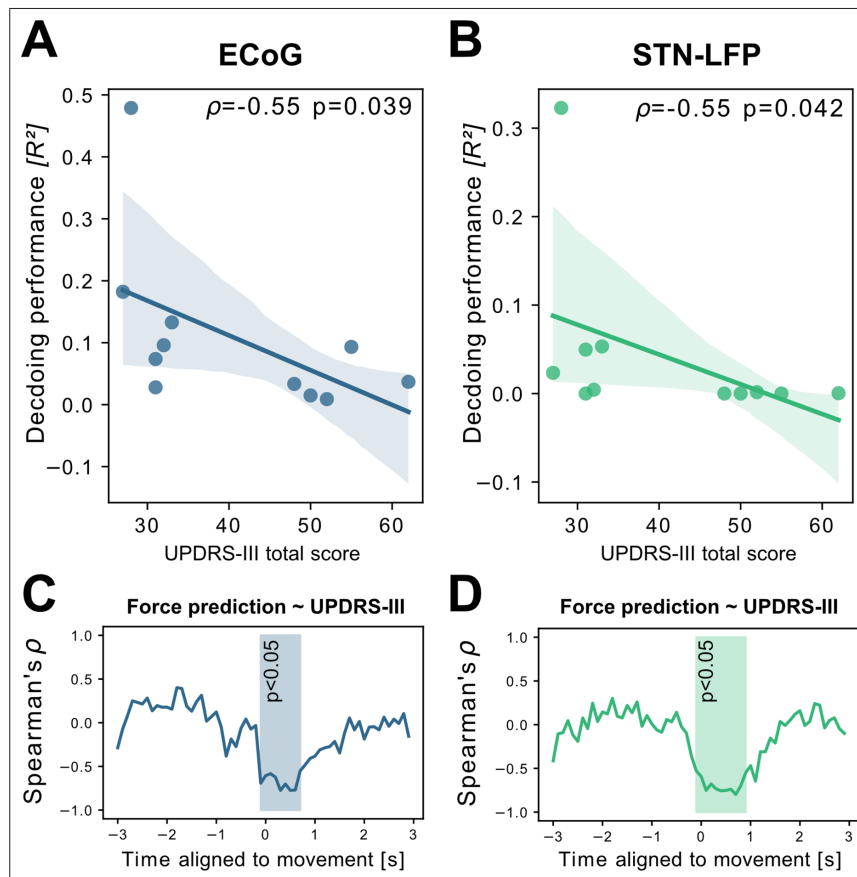 A
ECoG
ρ=-0.55 p=0.039
Decdoing performance [R²]
0.5
0.4
0.3
0.2
0.1
0.0
−0.1
30
40
50
60
UPDRS-III total score
B
STN-LFP
ρ=-0.55 p=0.042
Decdoing performance [R²]
0.3
0.2
0.1
0.0
−0.1
30
40
50
60
UPDRS-III total score
C
Force prediction ~ UPDRS-III
Spearman's ρ
1.0
0.5
0.0
−0.5
−1.0
p<0.05
−3
−2
−1
0
1
2
3
Time aligned to movement [s]
D
Force prediction ~ UPDRS-III
Spearman's ρ
1.0
0.5
0.0
−0.5
−1.0
p<0.05
−3
−2
−1
0
1
2
3
Time aligned to movement [s]